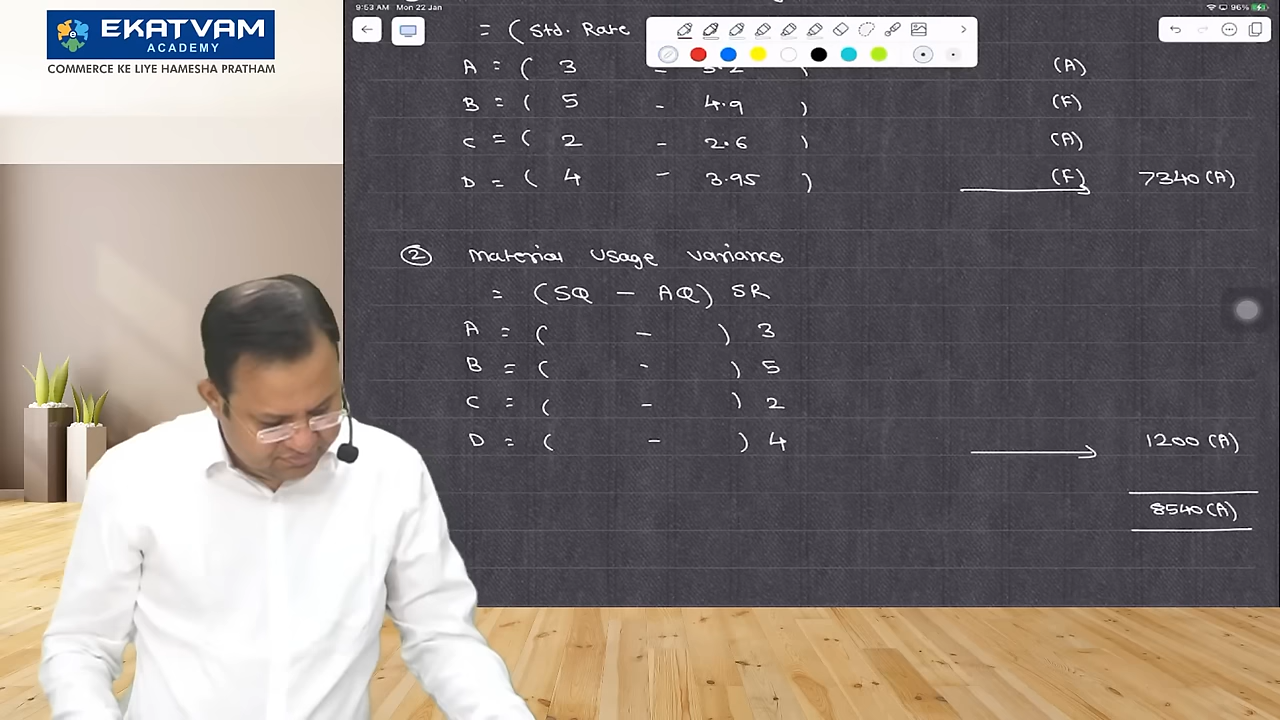 EKATVAM
ACADEMY
COMMERCE KE LIYE HAMESHA PRATHAM
9:53 AM Mon 22 Jan
96%
= ( Std. Rate
A = ( 3 - 3.2 ) (A)
B = ( 5 - 4.9 ) (F)
C = ( 2 - 2.6 ) (A)
D = ( 4 - 3.95 ) (F) 7340 (A)
② Material Usage Variance
= (SQ - AQ) SR
A = ( - ) 3
B = ( - ) 5
C = ( - ) 2
D = ( - ) 4 1200 (A)
8540 (A)